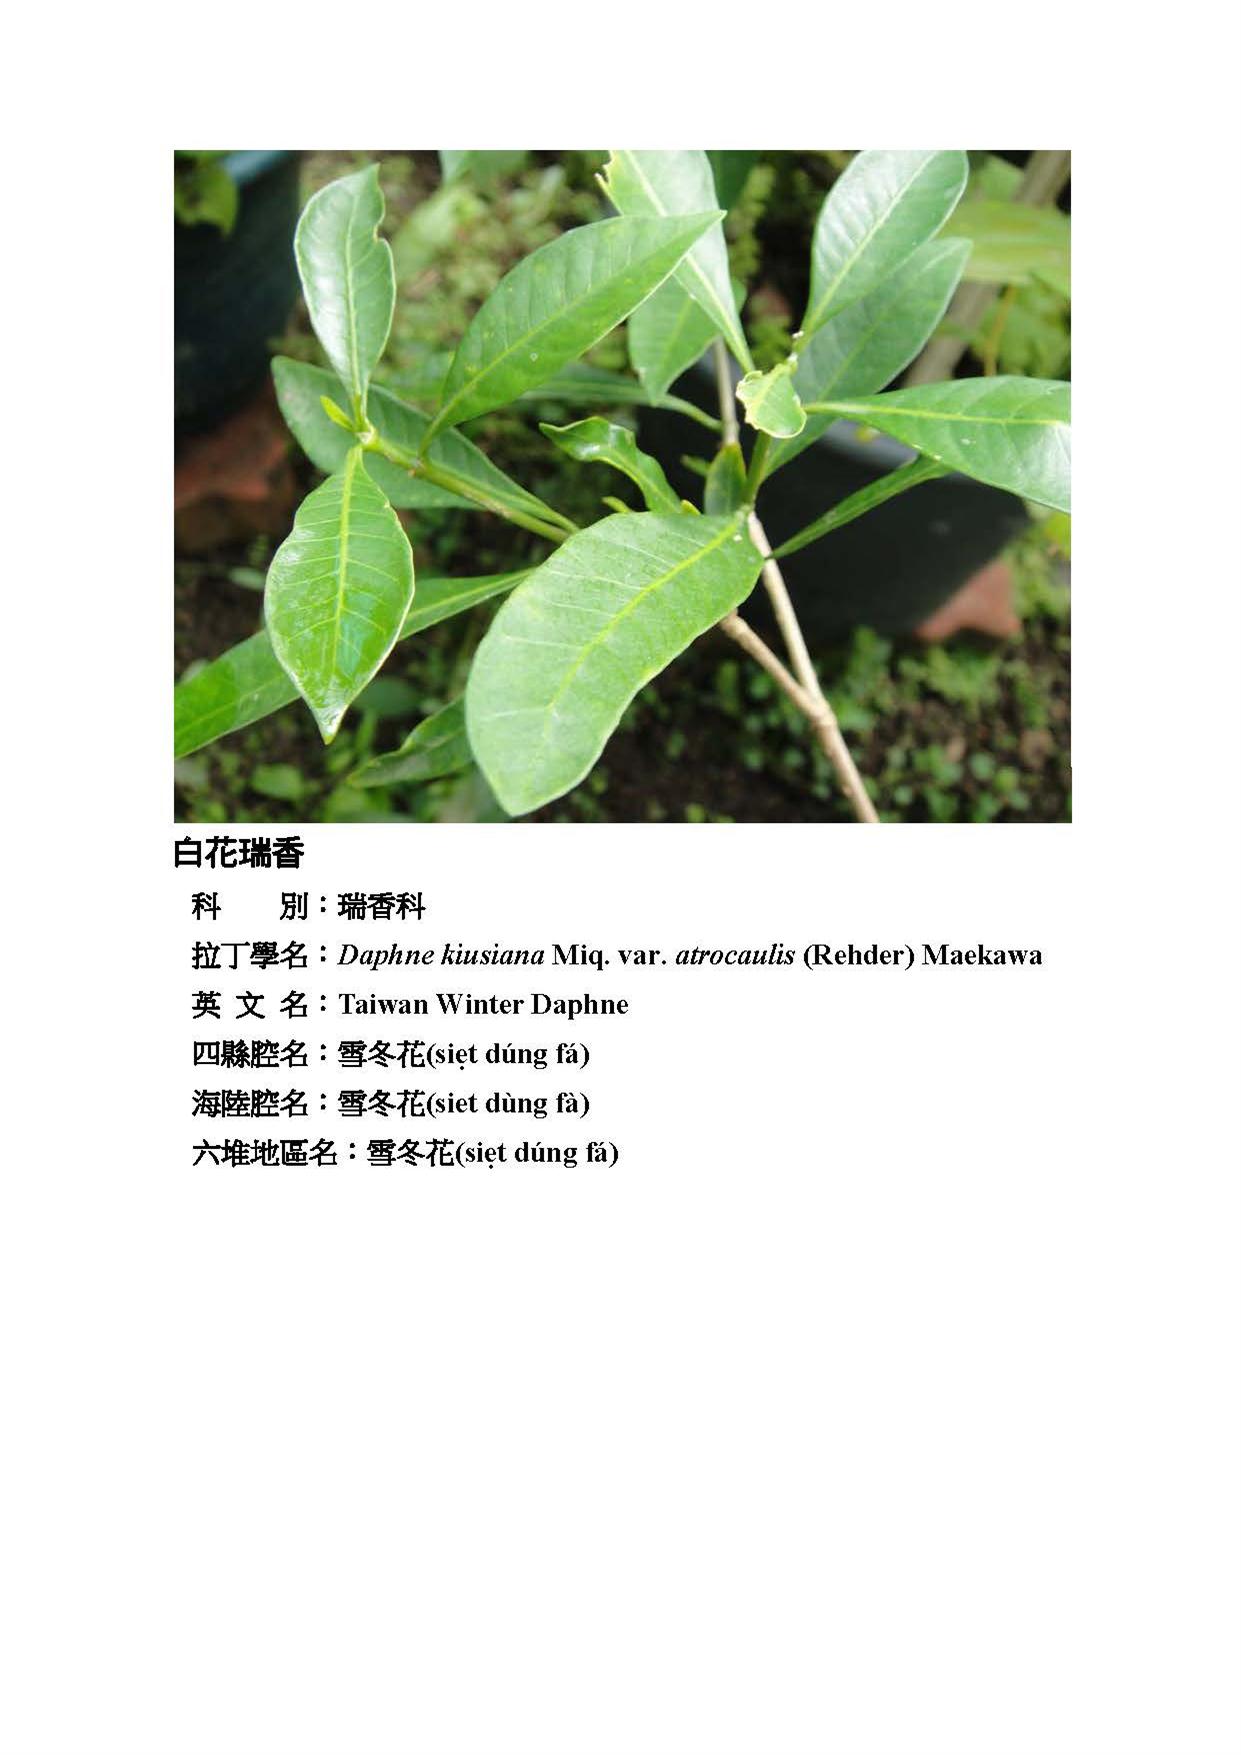 白花瑞香
科　　別：瑞香科
拉丁學名：Daphne kiusiana Miq. var. atrocaulis (Rehder) Maekawa
英 文 名：Taiwan Winter Daphne
四縣腔名：雪冬花(siẹt dúng fá)
海陸腔名：雪冬花(siet dùng fà)
六堆地區名：雪冬花(siẹt dúng fá)